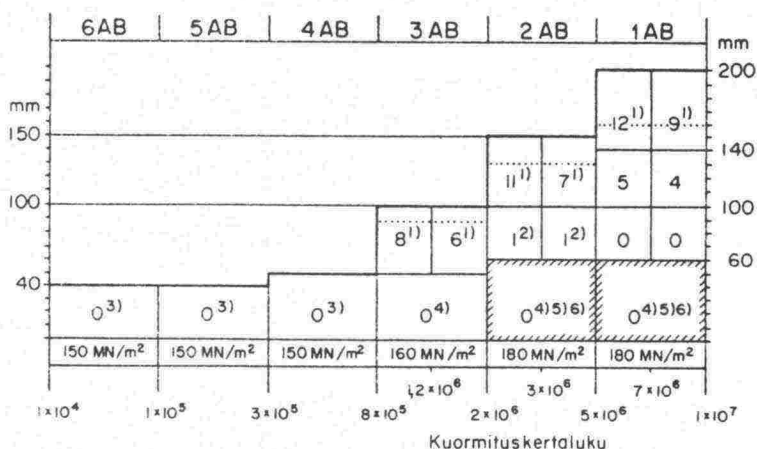 6AB 5AB 4AB 3AB 2AB 1AB
mm mm
200
12¹⁾ 9¹⁾
150 140
11¹⁾ 7¹⁾ 5 4
100 100
8¹⁾ 6¹⁾ 1²⁾ 1²⁾ 0 0
60
40
0³⁾ 0³⁾ 0³⁾ 0⁴⁾ 0⁴⁾⁵⁾⁶⁾ 0⁴⁾⁵⁾⁶⁾
150 MN/m² 150 MN/m² 150 MN/m² 160 MN/m² 180 MN/m² 180 MN/m²
1,2×10⁶ 3×10⁶ 7×10⁶
1×10⁴ 1×10⁵ 3×10⁵ 8×10⁵ 2×10⁶ 5×10⁶ 1×10⁷
Kuormituskertaluku